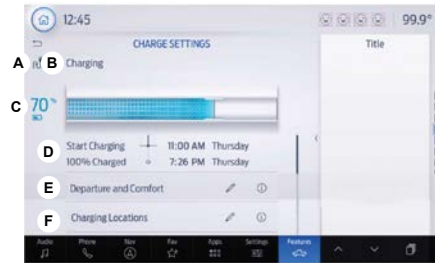 12:45
99.9°
CHARGE SETTINGS
Title
A
B
Charging
C
70%
D
Start Charging 11:00 AM Thursday
100% Charged 7:26 PM Thursday
E
Departure and Comfort
F
Charging Locations
Audio Phone Nav Fav Apps Settings Features